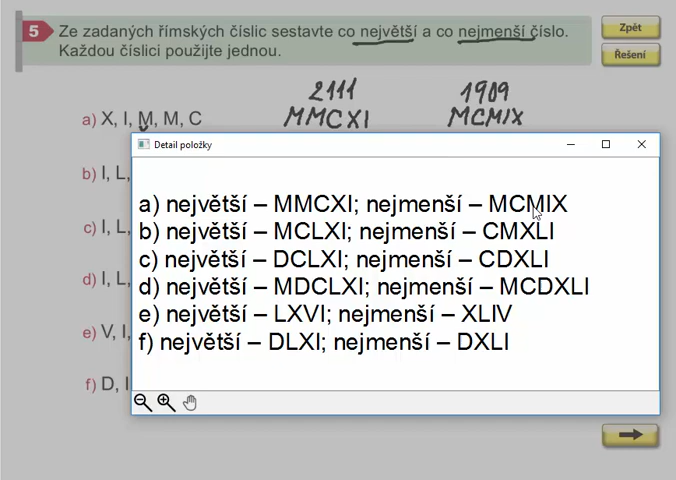 5 Ze zadaných římských číslic sestavte co největší a co nejmenší číslo.
Každou číslici použijte jednou.
Zpět
Řešení
2111 1909
a) X, I, M, M, C MMCXI MCMIX
b) I, L,
c) I, L,
d) I, L,
e) V, I,
f) D, I
Detail položky
a) největší – MMCXI; nejmenší – MCMIX
b) největší – MCLXI; nejmenší – CMXLI
c) největší – DCLXI; nejmenší – CDXLI
d) největší – MDCLXI; nejmenší – MCDXLI
e) největší – LXVI; nejmenší – XLIV
f) největší – DLXI; nejmenší – DXLI